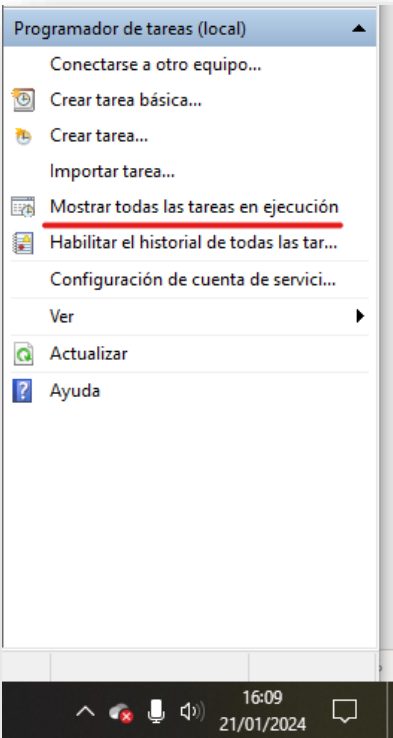 Programador de tareas (local)
Conectarse a otro equipo...
Crear tarea básica...
Crear tarea...
Importar tarea...
Mostrar todas las tareas en ejecución
Habilitar el historial de todas las tar...
Configuración de cuenta de servici...
Ver
Actualizar
Ayuda
16:09
21/01/2024